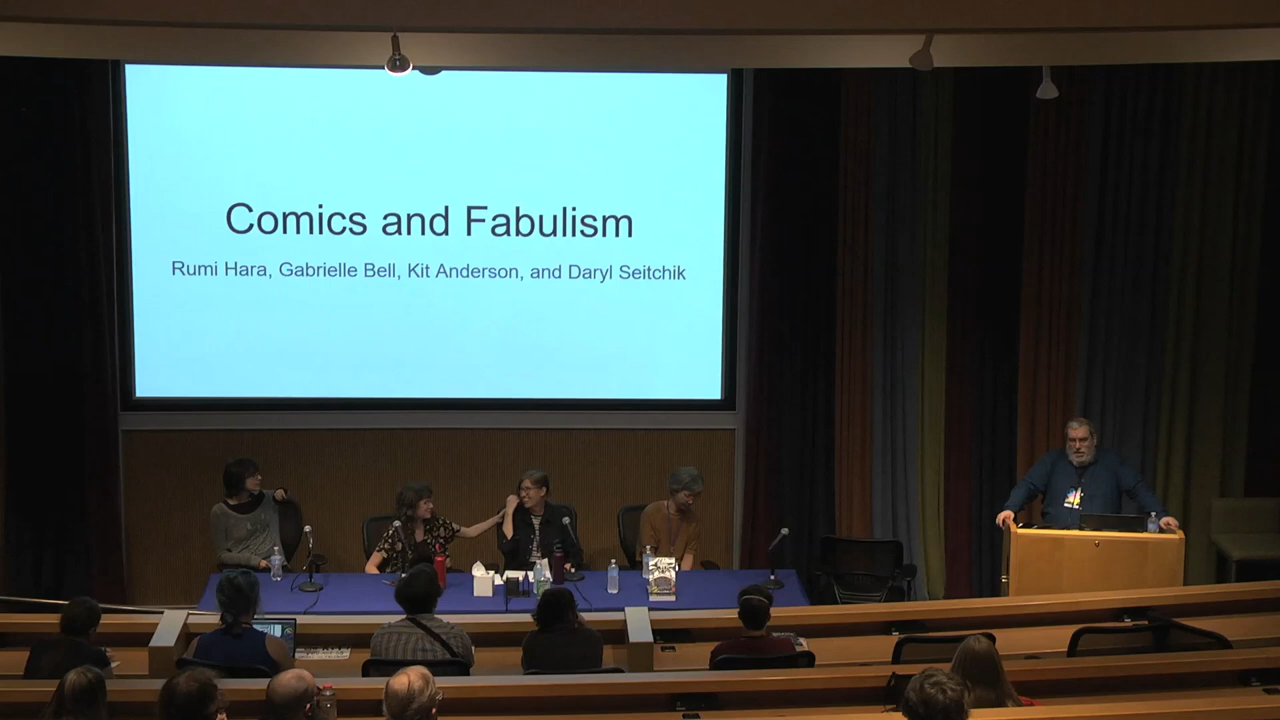 Comics and Fabulism
Rumi Hara, Gabrielle Bell, Kit Anderson, and Daryl Seitchik